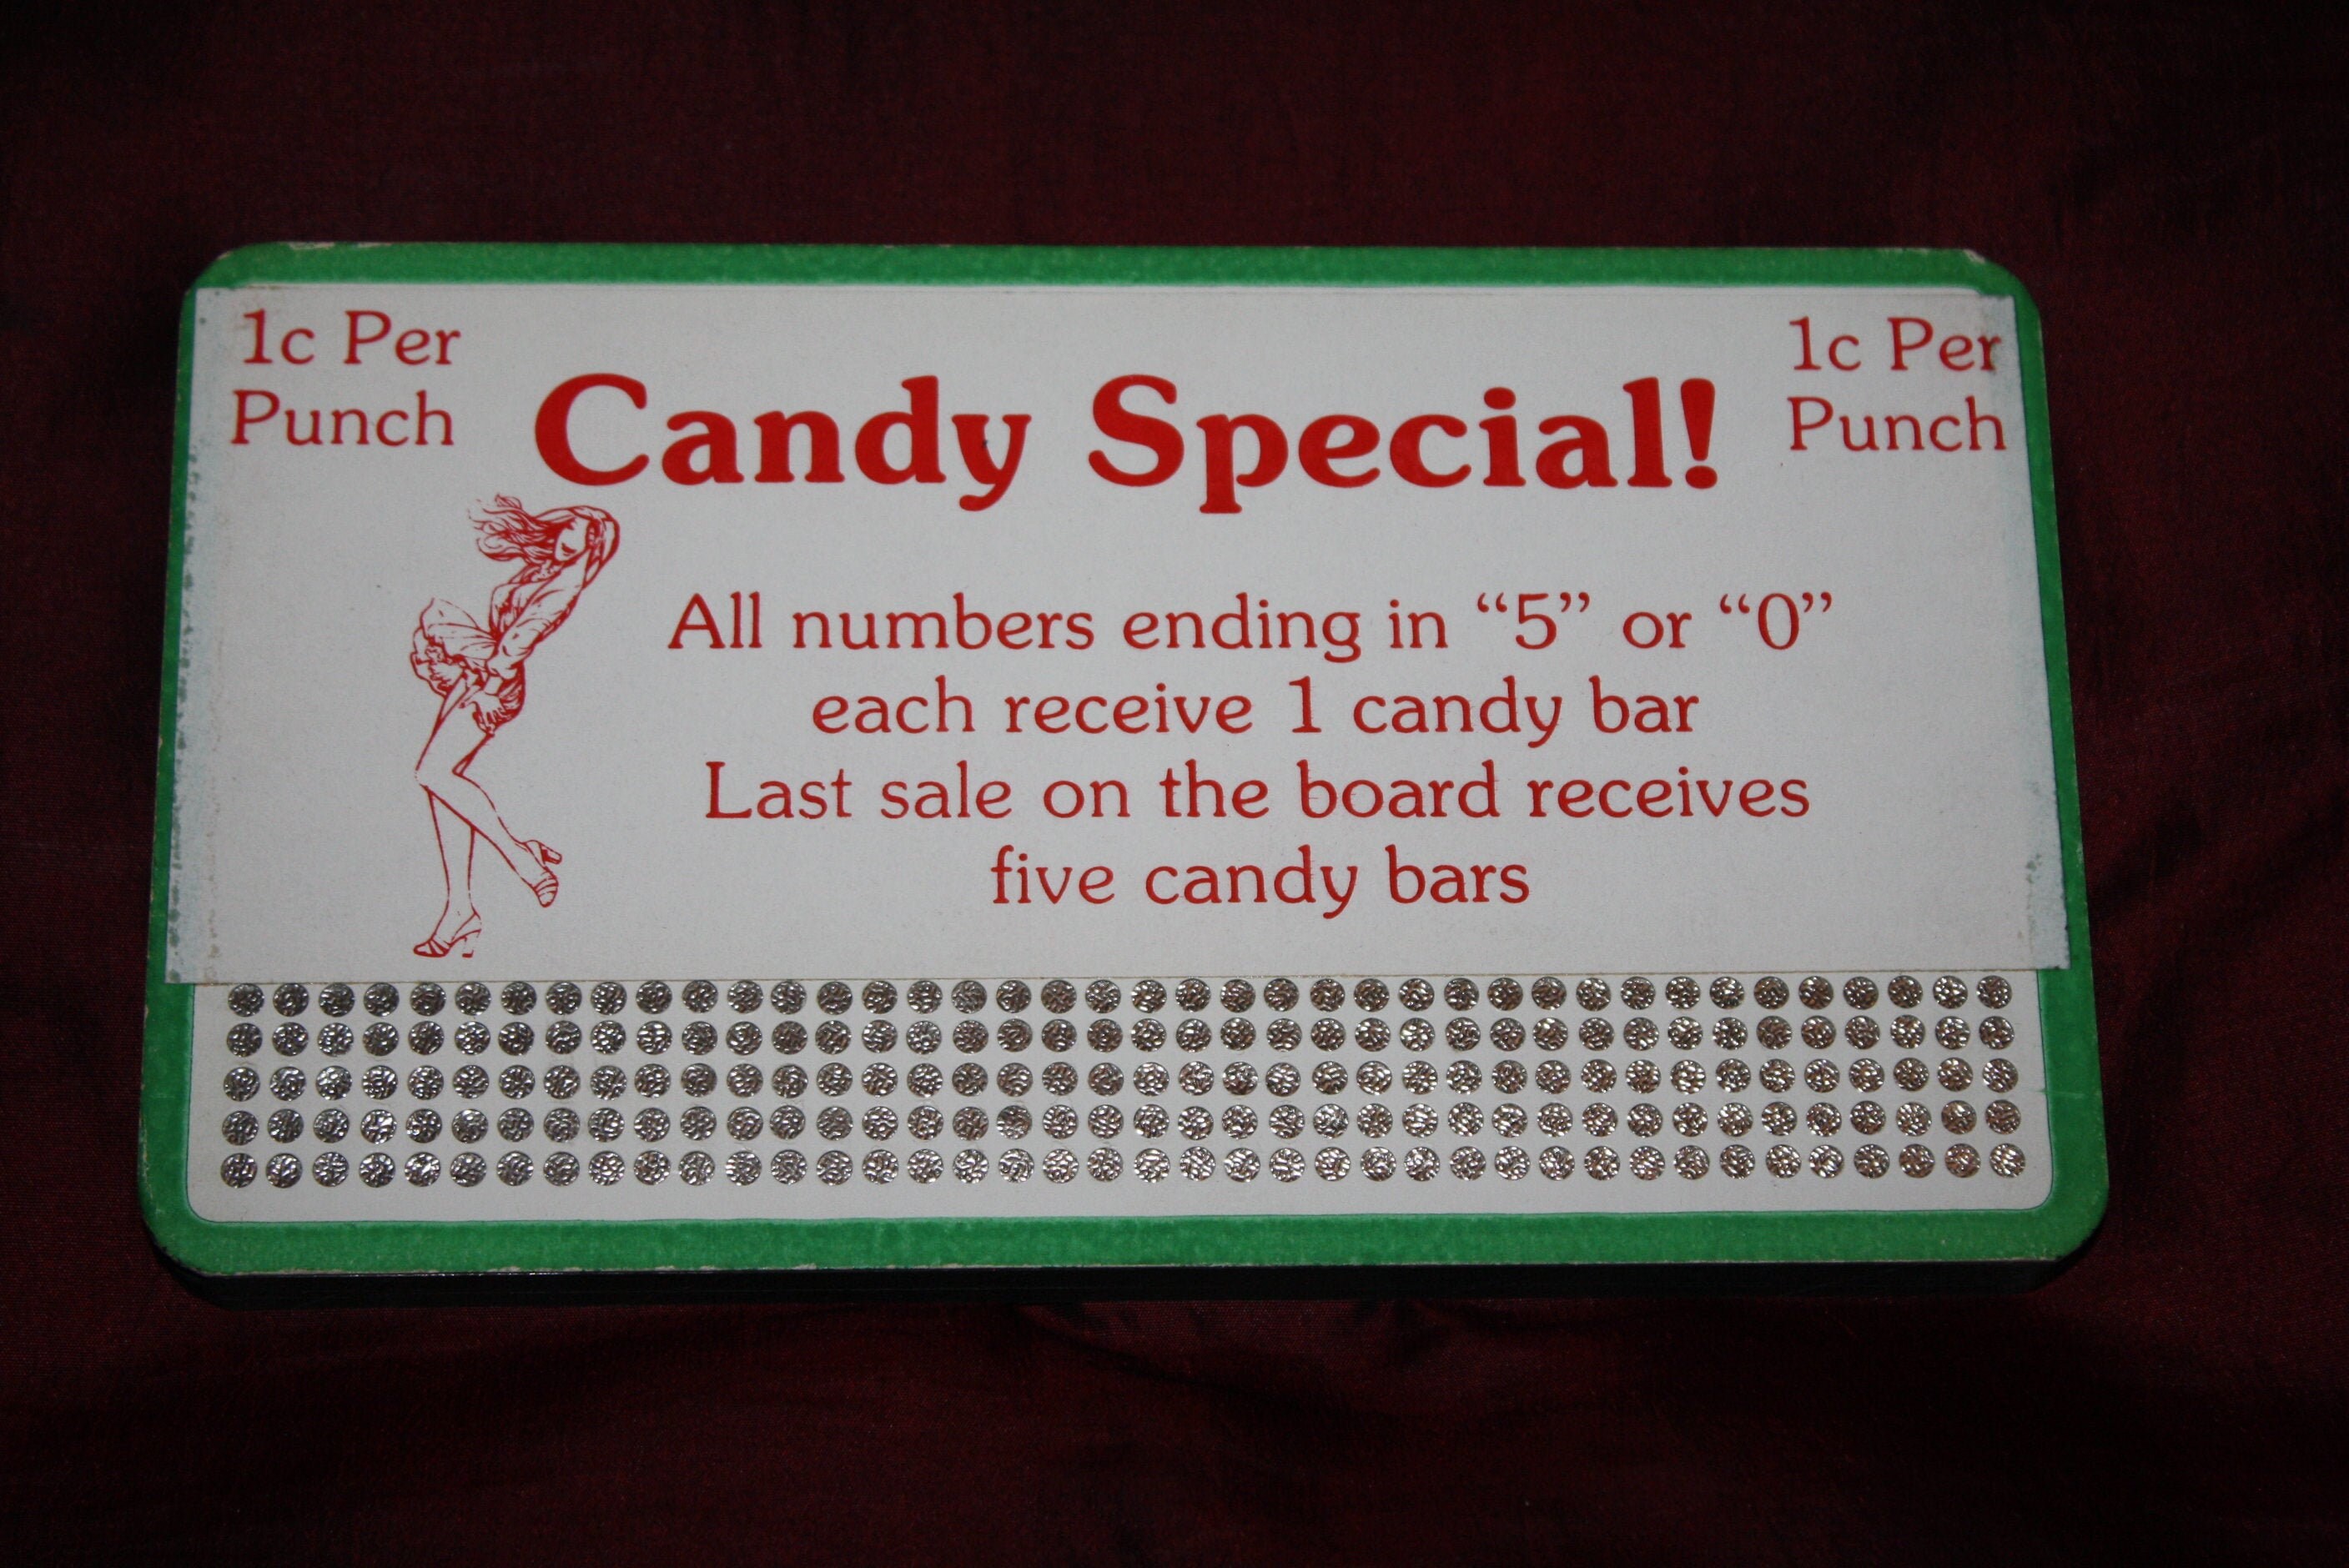 1c Per
Punch
Candy Special!
1c Per
Punch
All numbers ending in “5” or “0”
each receive 1 candy bar
Last sale on the board receives
five candy bars